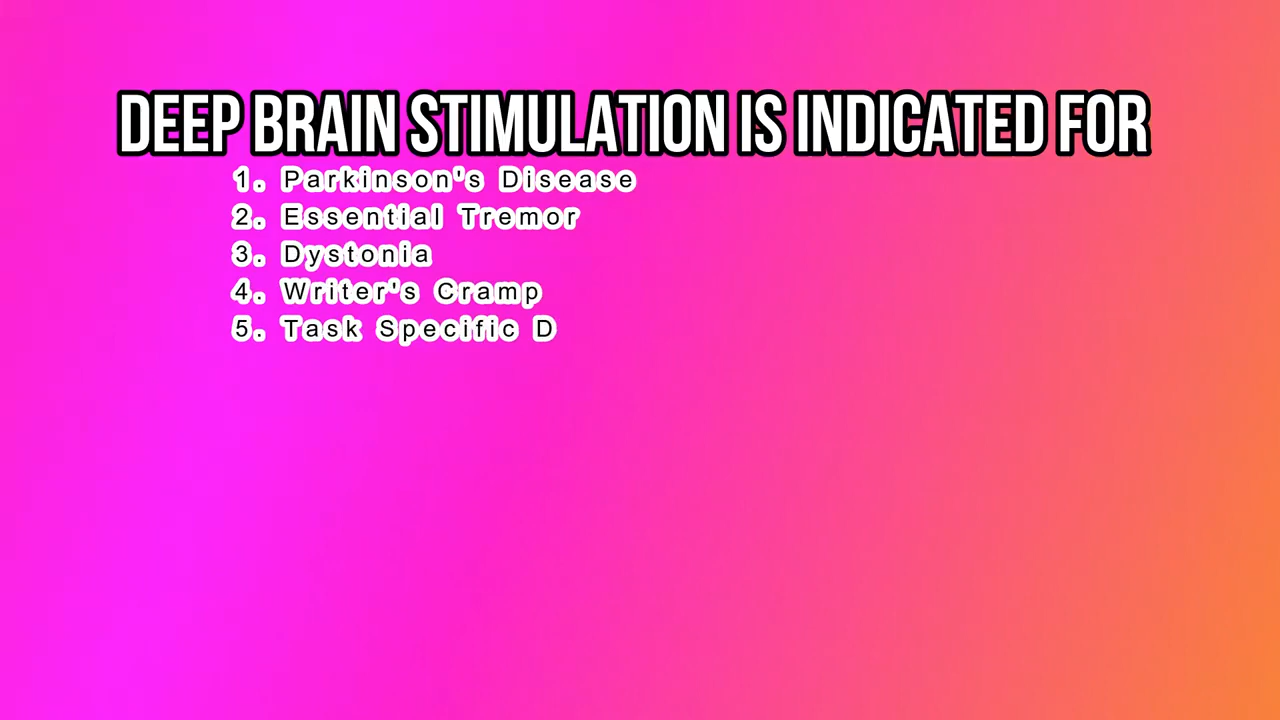 DEEP BRAIN STIMULATION IS INDICATED FOR
1. Parkinson's Disease
2. Essential Tremor
3. Dystonia
4. Writer's Cramp
5. Task Specific D